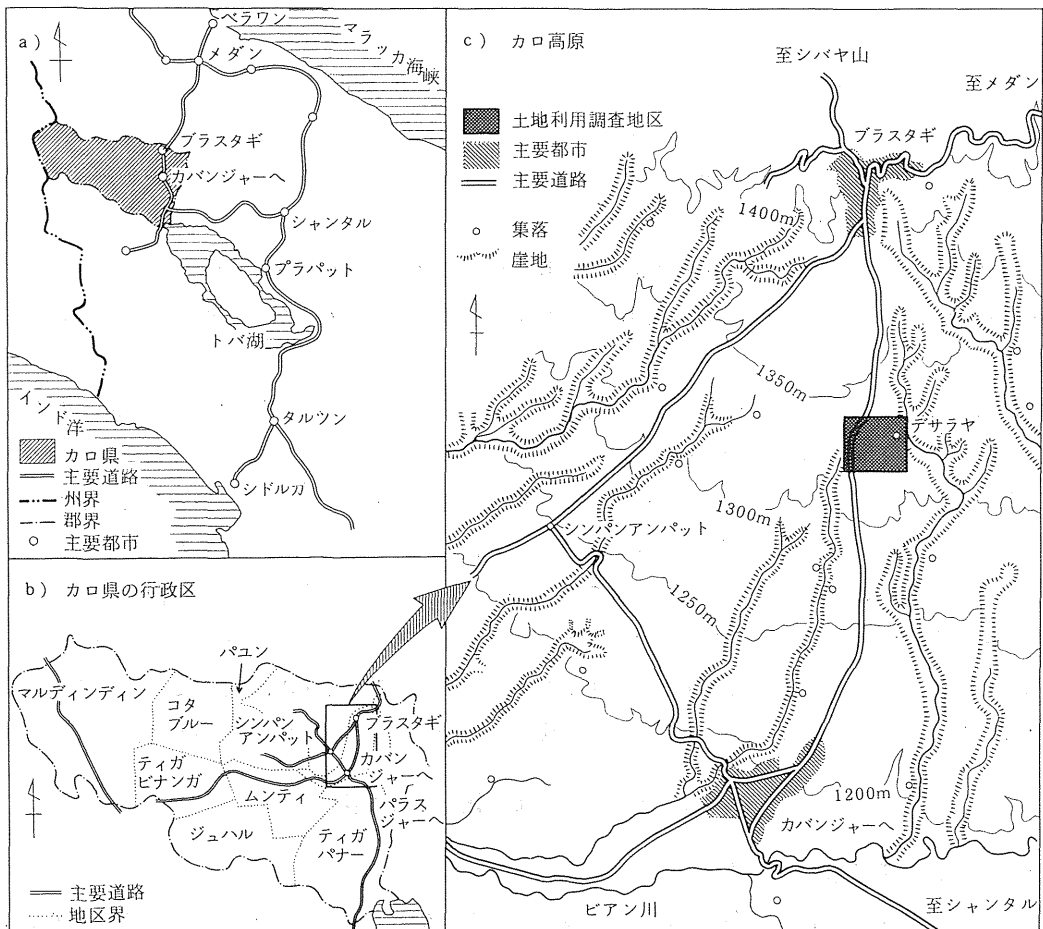 a)
ベラワン
マラッカ海峡
メダン
ブラスタギ
カバンジャーヘ
シャンタル
プラパット
トバ湖
インド洋
タルツン
シドルガ
カロ県
主要道路
州界
郡界
主要都市
b) カロ県の行政区
パユン
マルディンディン
コタ
ブルー
シンパン
アンパット
ブラスタギ
ティガ
ビナンガ
カバン
ジャーヘ
ムンティ
パラス
ジャーヘ
ジュハル
ティガ
パナー
主要道路
地区界
c) カロ高原
至シバヤ山
至メダン
土地利用調査地区
主要都市
主要道路
集落
崖地
ブラスタギ
1400m
1350m
デサラヤ
1300m
シンパンアンパット
1250m
1200m
カバンジャーヘ
ビアン川
至シャンタル